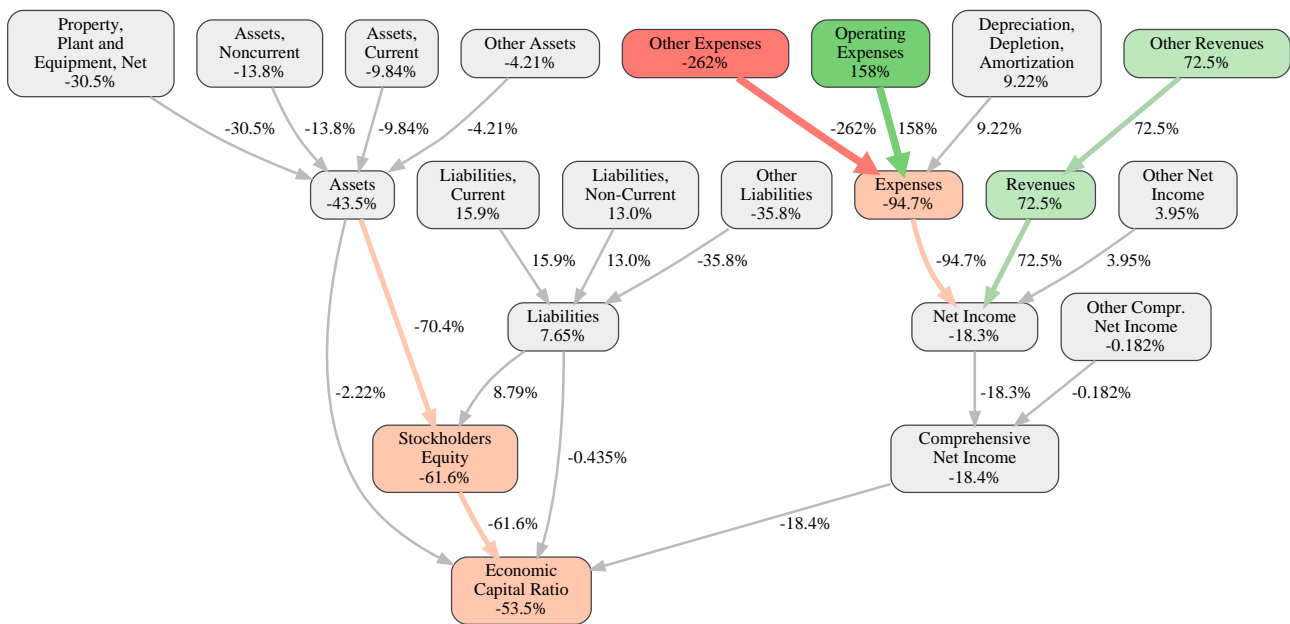 Property,
Plant and
Equipment, Net
-30.5%
Assets,
Noncurrent
-13.8%
Assets,
Current
-9.84%
Other Assets
-4.21%
Other Expenses
-262%
Operating
Expenses
158%
Depreciation,
Depletion,
Amortization
9.22%
Other Revenues
72.5%
-30.5%
-13.8%
-9.84%
-4.21%
-262%
158%
9.22%
72.5%
Assets
-43.5%
Liabilities,
Current
15.9%
Liabilities,
Non-Current
13.0%
Other
Liabilities
-35.8%
Expenses
-94.7%
Revenues
72.5%
Other Net
Income
3.95%
15.9%
13.0%
-35.8%
-94.7%
72.5%
3.95%
-70.4%
Liabilities
7.65%
Net Income
-18.3%
Other Compr.
Net Income
-0.182%
-2.22%
8.79%
-18.3%
-0.182%
Stockholders
Equity
-61.6%
-0.435%
Comprehensive
Net Income
-18.4%
-61.6%
-18.4%
Economic
Capital Ratio
-53.5%